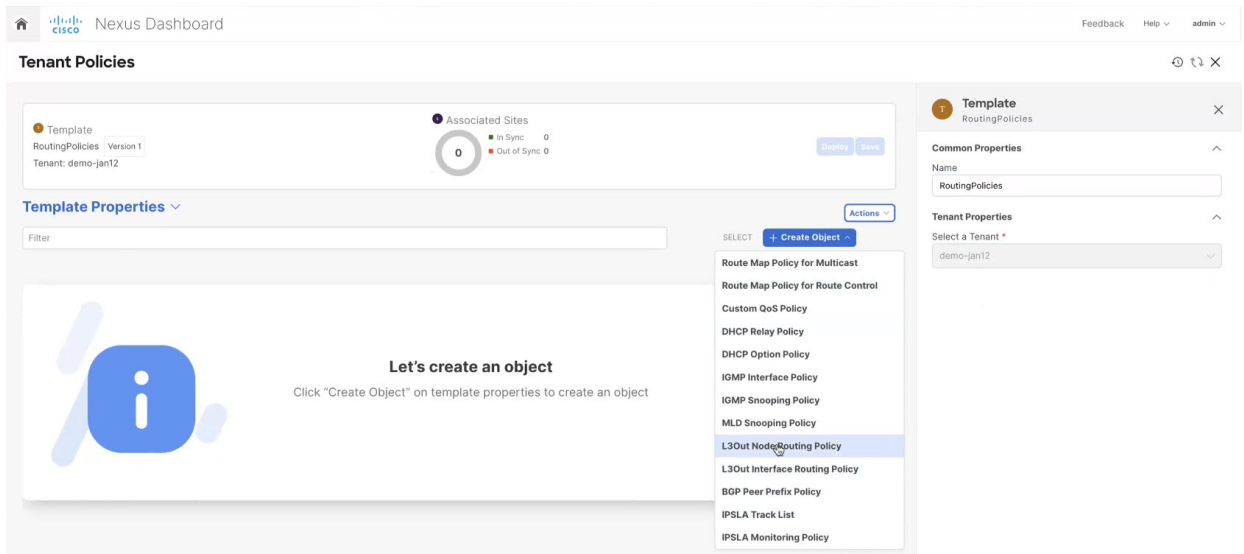 CISCO Nexus Dashboard Feedback Help admin
Tenant Policies
T Template
RoutingPolicies Version 1
Tenant: demo-jan12
Associated Sites
0
In Sync 0
Out of Sync 0
Deploy Save
Template Properties
Actions
Filter
SELECT + Create Object
Route Map Policy for Multicast
Route Map Policy for Route Control
Custom QoS Policy
DHCP Relay Policy
DHCP Option Policy
IGMP Interface Policy
IGMP Snooping Policy
MLD Snooping Policy
L3Out Node Routing Policy
L3Out Interface Routing Policy
BGP Peer Prefix Policy
IPSLA Track List
IPSLA Monitoring Policy
Let's create an object
Click "Create Object" on template properties to create an object
T Template
RoutingPolicies
Common Properties
Name
RoutingPolicies
Tenant Properties
Select a Tenant *
demo-jan12